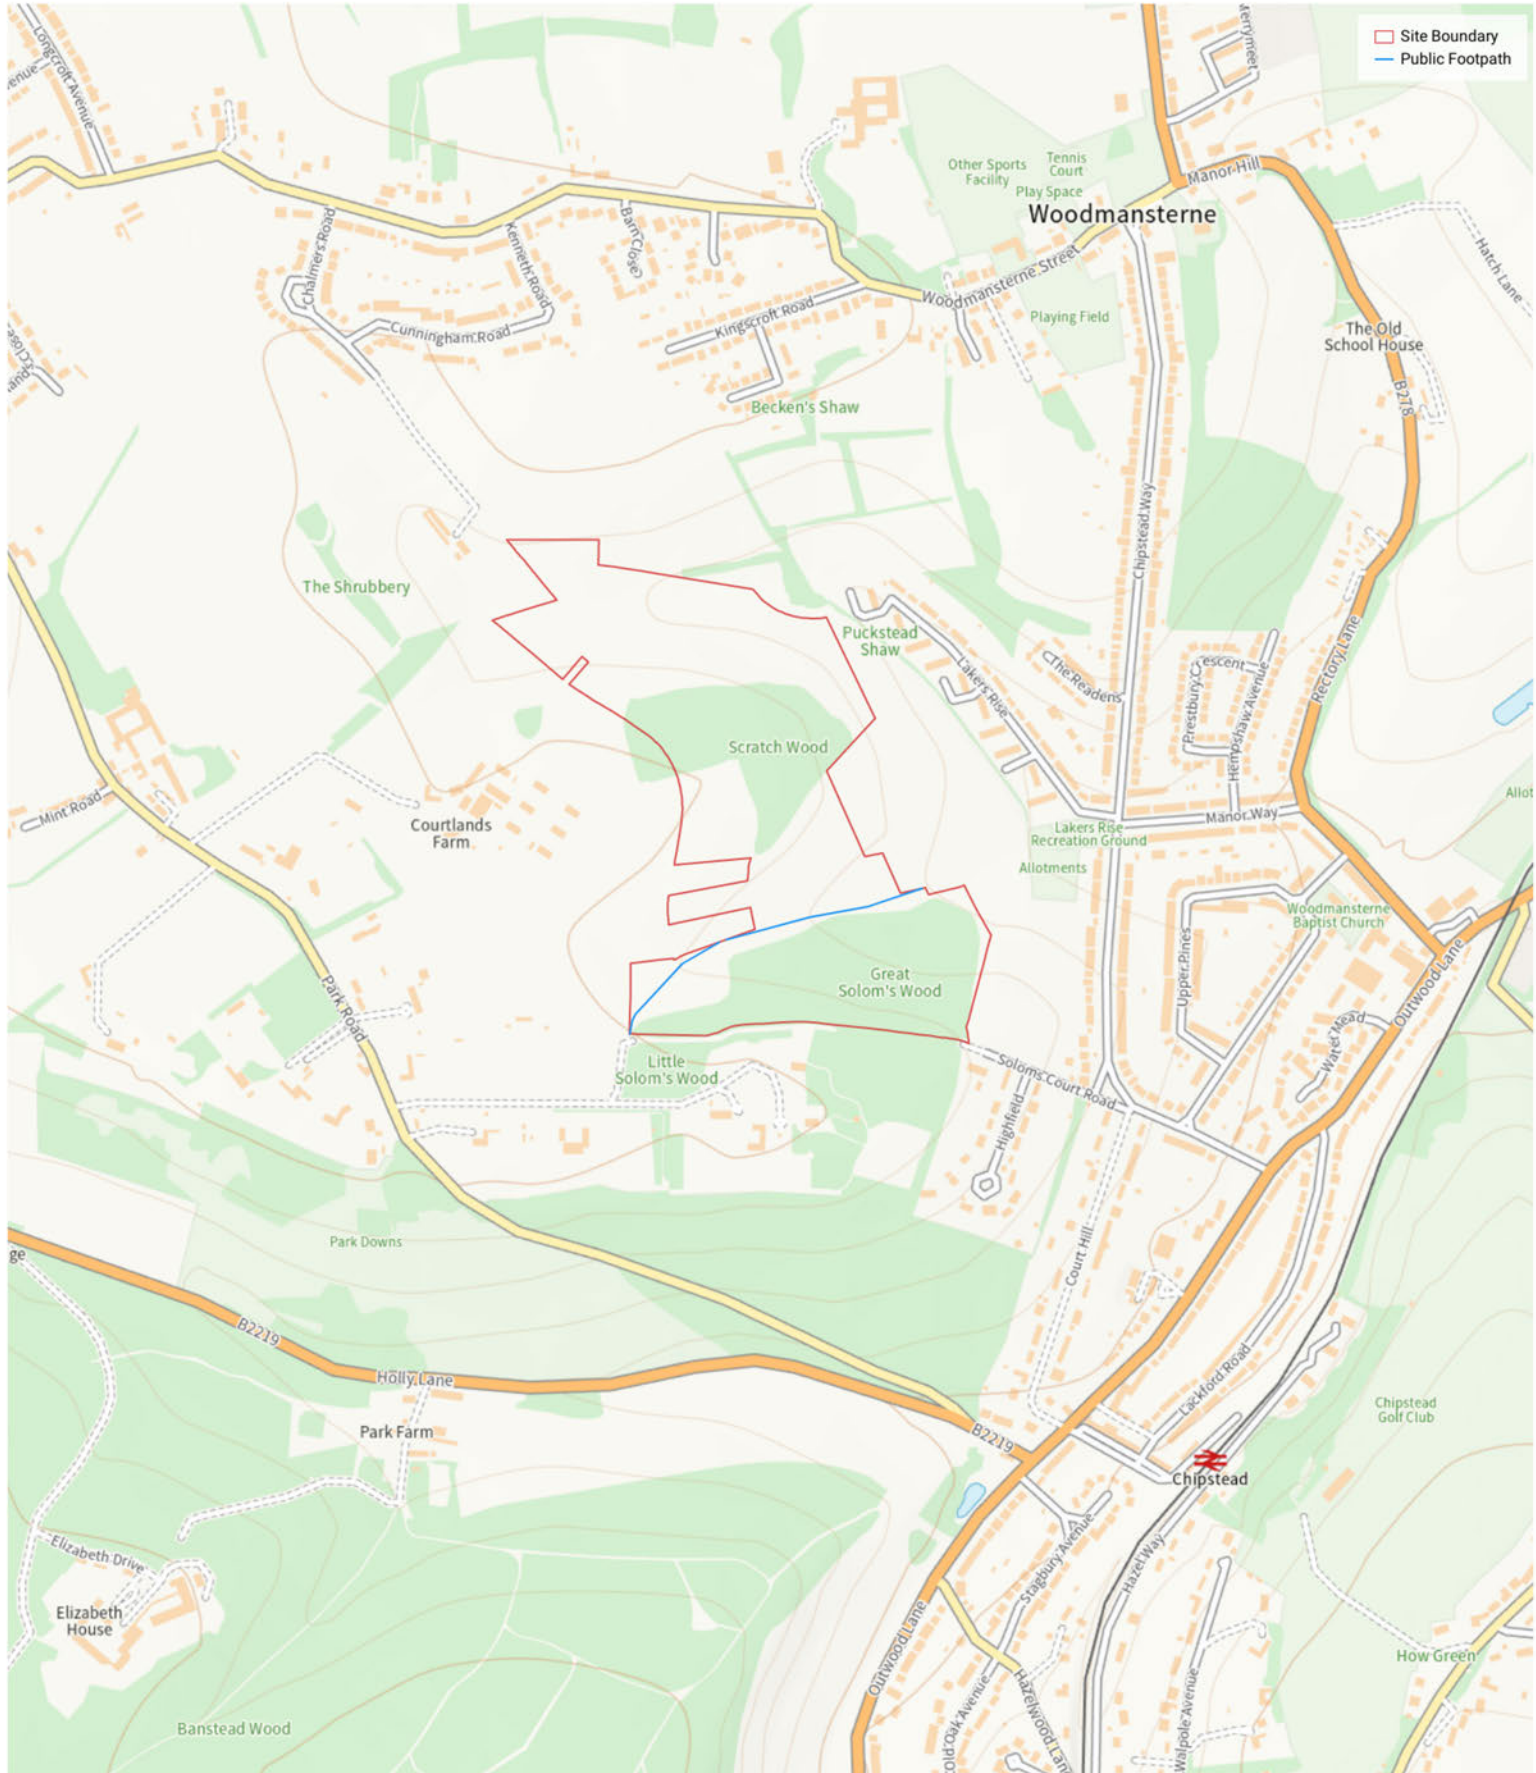 Site Boundary
Public Footpath
Longcroft Avenue
Merrymeet
Other Sports
Facility
Tennis
Court
Play Space
Manor Hill
Woodmansterne
Hatch Lane
Chalmers Road
Kenneth Road
Barn Close
Woodmansterne Street
Kingscroft Road
Cunningham Road
Playing Field
The Old
School House
B278
Becken's Shaw
Chipstead Way
The Shrubbery
Puckstead
Shaw
Lakers Rise
The Readens
Prestbury Crescent
Hempshaw Avenue
Rectory Lane
Scratch Wood
Mint Road
Courtlands
Farm
Manor Way
Lakers Rise
Recreation Ground
Allotments
Allot
Woodmansterne
Baptist Church
Upper Pines
Outwood Lane
Great
Solom's Wood
Park Road
Water Mead
Little
Solom's Wood
Soloms Court Road
Highfield
Court Hill
Park Downs
ge
B2219
Holly Lane
Lackford Road
Chipstead
Golf Club
Park Farm
B2219
Chipstead
Elizabeth Drive
Elizabeth
House
Stagbury Avenue
Hazel Way
Outwood Lane
How Green
Banstead Wood
old Oak Avenue
Hazelwood Lan
Walpole Avenue